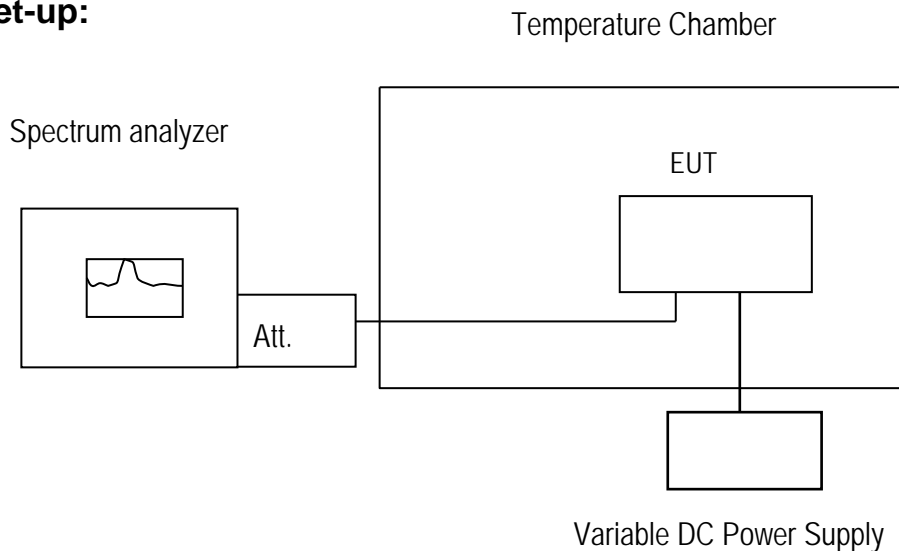 et-up:
Temperature Chamber
Spectrum analyzer
EUT
Att.
Variable DC Power Supply